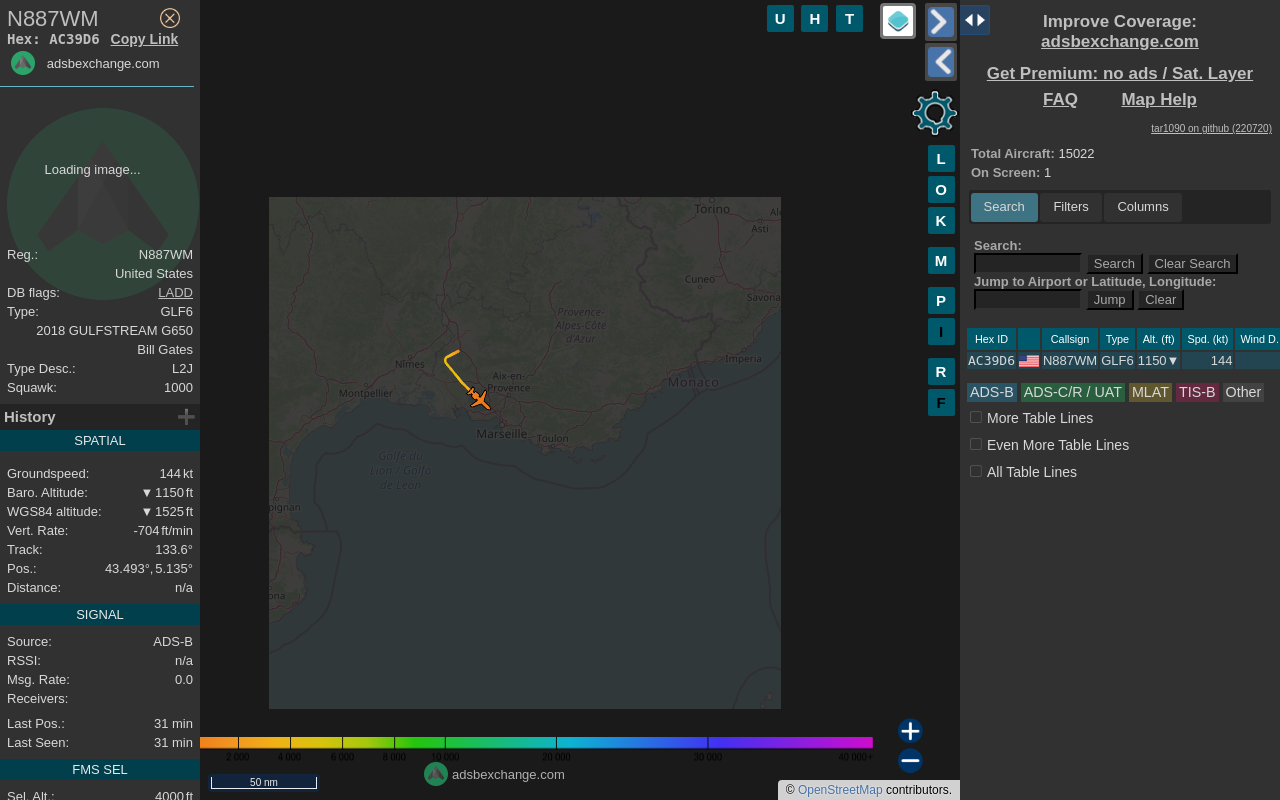 N887WM
Hex: AC39D6 Copy Link
adsbexchange.com
Loading image...
Reg.: N887WM
United States
DB flags: LADD
Type: GLF6
2018 GULFSTREAM G650
Bill Gates
Type Desc.: L2J
Squawk: 1000
History
SPATIAL
Groundspeed: 144 kt
Baro. Altitude: ▼ 1150 ft
WGS84 altitude: ▼ 1525 ft
Vert. Rate: -704 ft/min
Track: 133.6°
Pos.: 43.493°, 5.135°
Distance: n/a
SIGNAL
Source: ADS-B
RSSI: n/a
Msg. Rate: 0.0
Receivers:
Last Pos.: 31 min
Last Seen: 31 min
FMS SEL
Sel. Alt.: 4000 ft
U H T
L
O
K
M
P
I
R
F
Torino
Asti
Cuneo
Savona
Provence-
Alpes-Côte
d'Azur
Imperia
Nîmes
Aix-en-
Provence
Monaco
Montpellier
Marseille
Toulon
Golfe du
Lion / Golfo
de León
pignan
ona
2 000 4 000 6 000 8 000 10 000 20 000 30 000 40 000+
50 nm
adsbexchange.com
© OpenStreetMap contributors.
Improve Coverage:
adsbexchange.com
Get Premium: no ads / Sat. Layer
FAQ Map Help
tar1090 on github (220720)
Total Aircraft: 15022
On Screen: 1
Search Filters Columns
Search:
Search Clear Search
Jump to Airport or Latitude, Longitude:
Jump Clear
Hex ID Callsign Type Alt. (ft) Spd. (kt) Wind D.
AC39D6 N887WM GLF6 1150▼ 144
ADS-B ADS-C/R / UAT MLAT TIS-B Other
More Table Lines
Even More Table Lines
All Table Lines